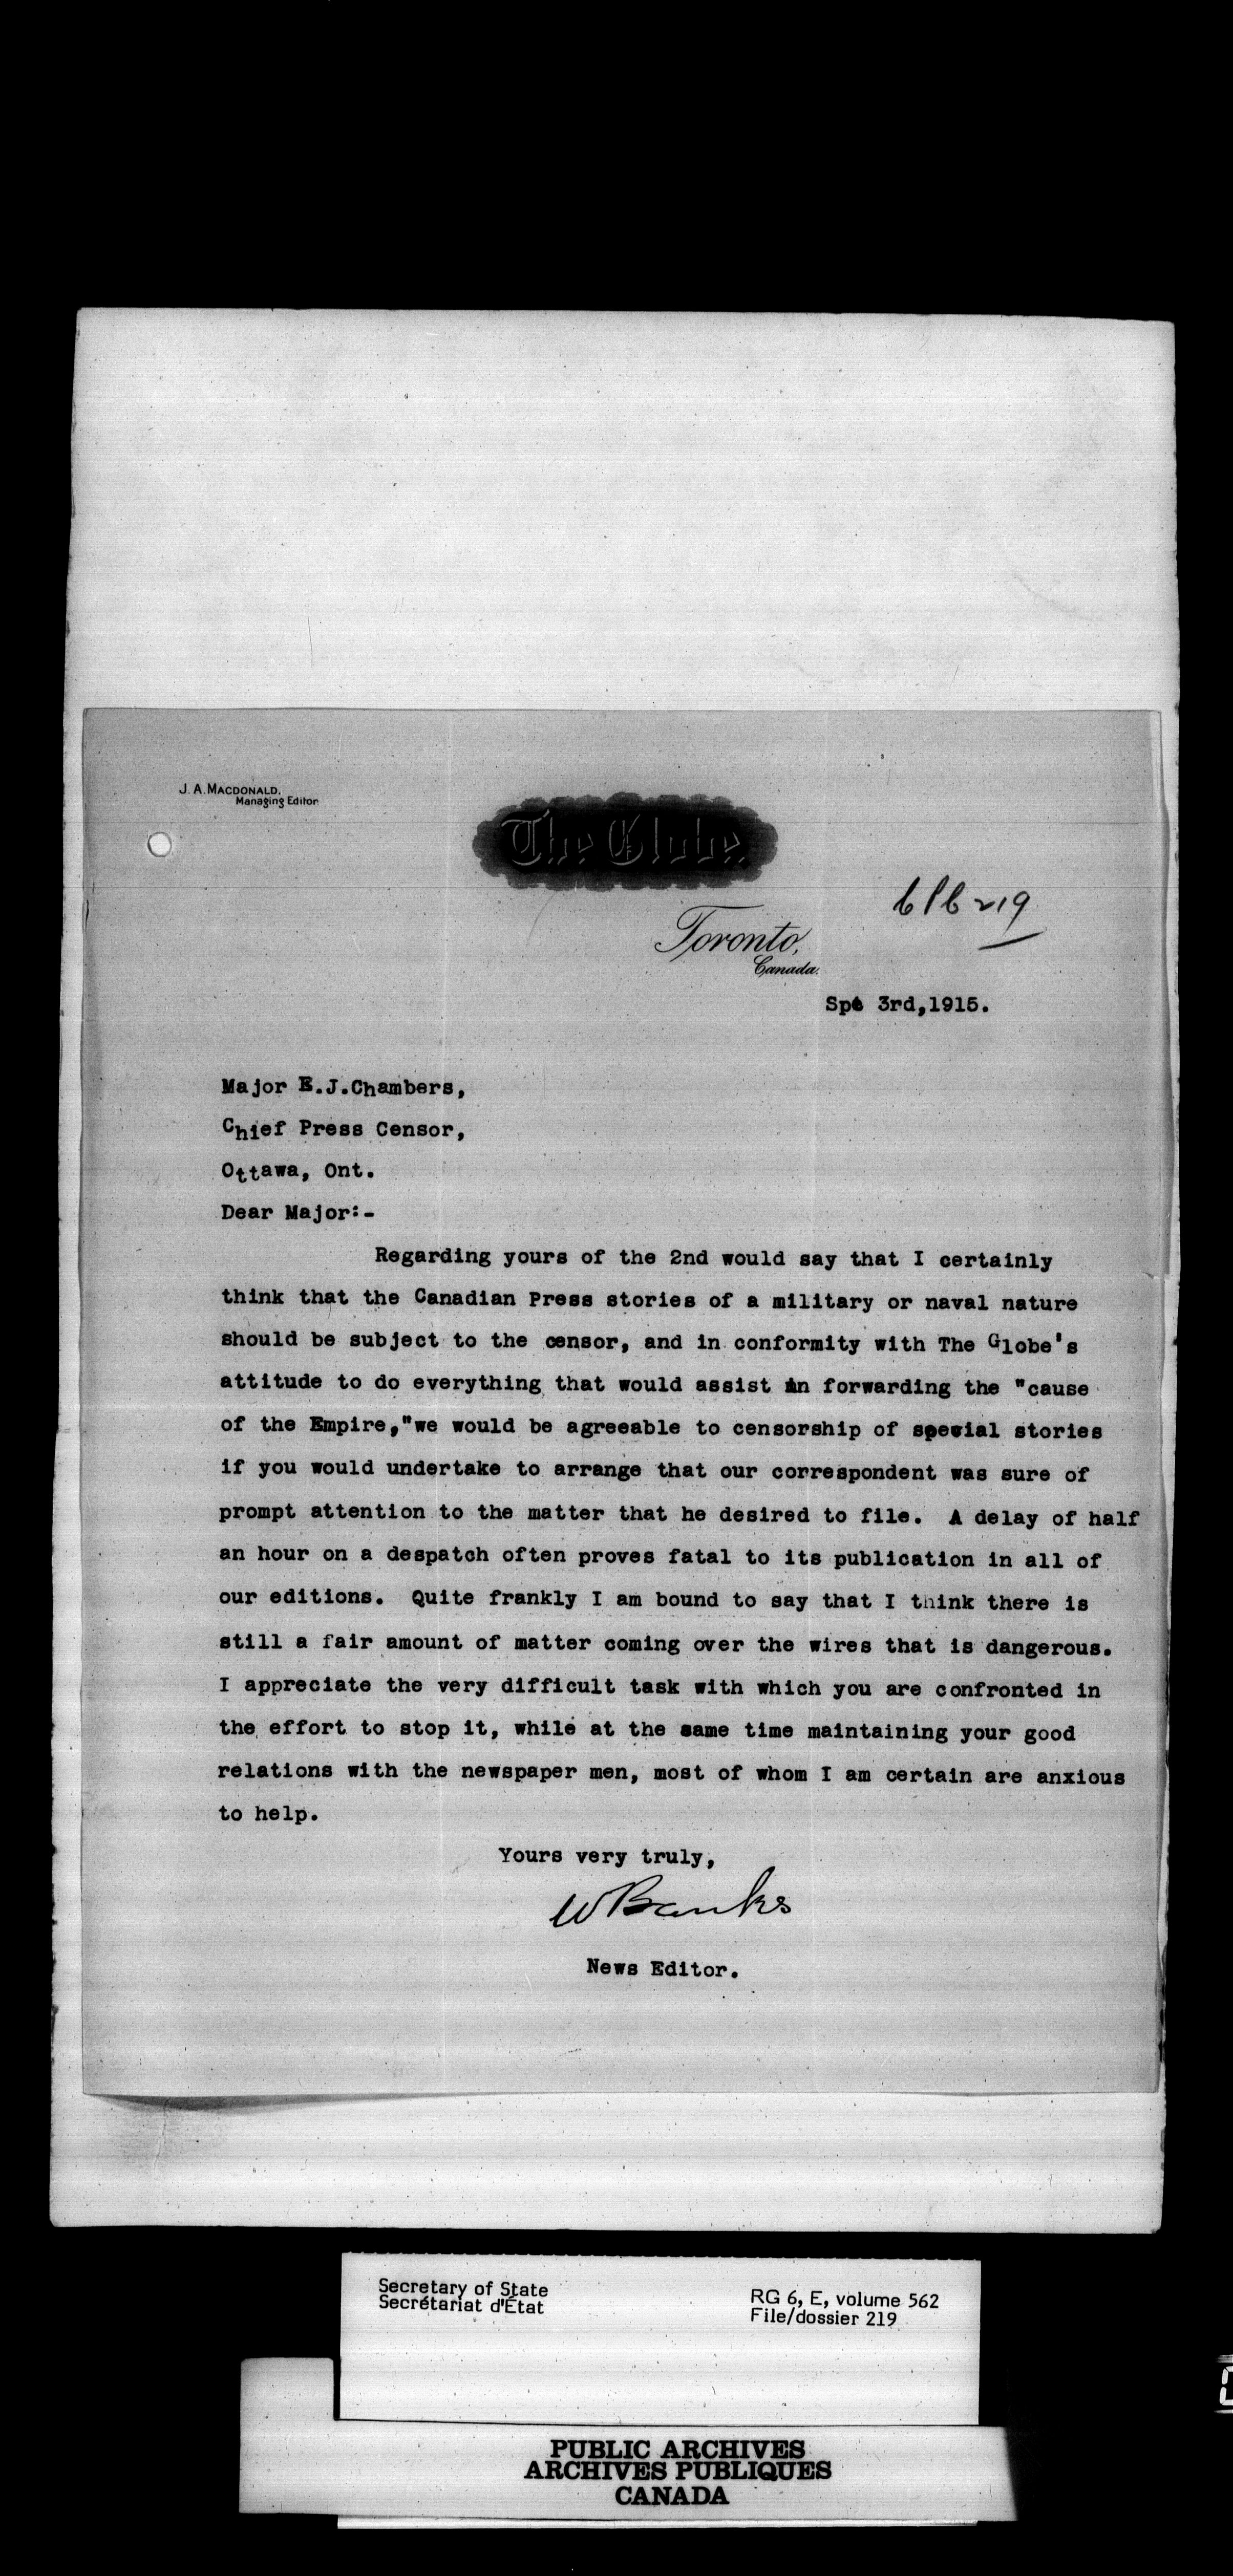 J. A. MACDONALD,
Managing Editor
The Globe.
219
Toronto,
Canada.
Spt 3rd,1915.
Major E.J.Chambers,
Chief Press Censor,
Ottawa, Ont.
Dear Major:-
Regarding yours of the 2nd would say that I certainly
think that the Canadian Press stories of a military or naval nature
should be subject to the censor, and in conformity with The Globe's
attitude to do everything that would assist in forwarding the "cause
of the Empire,"we would be agreeable to censorship of special stories
if you would undertake to arrange that our correspondent was sure of
prompt attention to the matter that he desired to file. A delay of half
an hour on a despatch often proves fatal to its publication in all of
our editions. Quite frankly I am bound to say that I think there is
still a fair amount of matter coming over the wires that is dangerous.
I appreciate the very difficult task with which you are confronted in
the effort to stop it, while at the same time maintaining your good
relations with the newspaper men, most of whom I am certain are anxious
to help.
Yours very truly,
W Banks
News Editor.
Secretary of State
Secrétariat d'État
RG 6, E, volume 562
File/dossier 219
PUBLIC ARCHIVES
ARCHIVES PUBLIQUES
CANADA